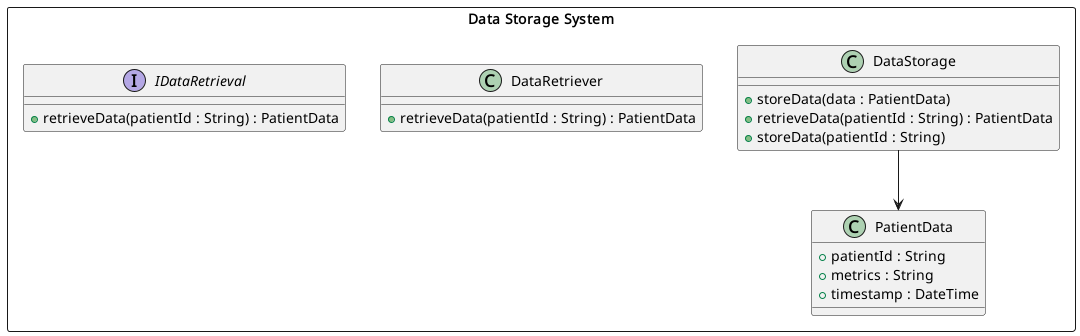 Data Storage System
I IDataRetrieval
+ retrieveData(patientId : String) : PatientData
C DataRetriever
+ retrieveData(patientId : String) : PatientData
C DataStorage
+ storeData(data : PatientData)
+ retrieveData(patientId : String) : PatientData
+ storeData(patientId : String)
C PatientData
+ patientId : String
+ metrics : String
+ timestamp : DateTime